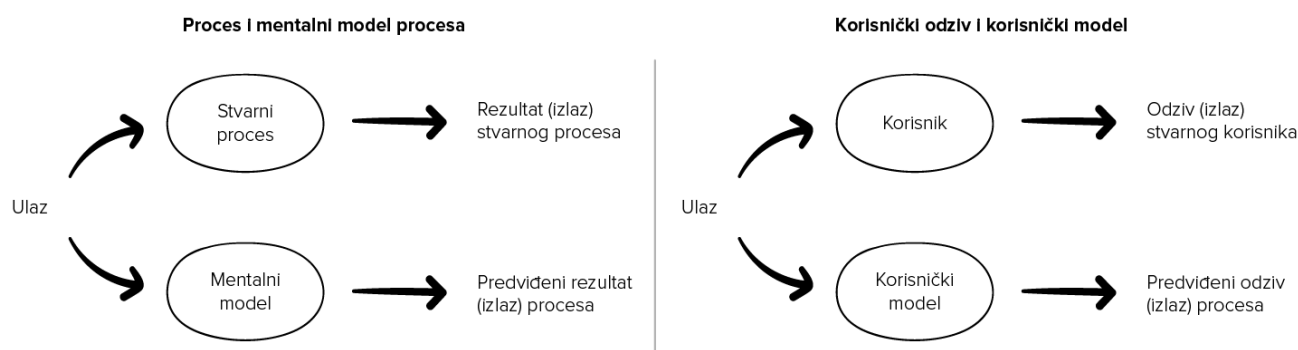 Proces i mentalni model procesa
Stvarni
proces
Rezultat (izlaz)
stvarnog procesa
Ulaz
Mentalni
model
Predviđeni rezultat
(izlaz) procesa
Korisnički odziv i korisnički model
Korisnik
Odziv (izlaz)
stvarnog korisnika
Ulaz
Korisnički
model
Predviđeni odziv
(izlaz) procesa